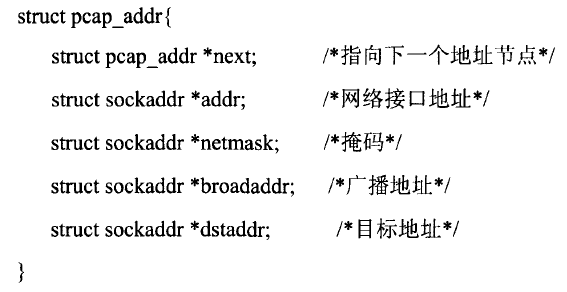 struct pcap_addr{
struct pcap_addr *next; /*指向下一个地址节点*/
struct sockaddr *addr; /*网络接口地址*/
struct sockaddr *netmask; /*掩码*/
struct sockaddr *broadaddr; /*广播地址*/
struct sockaddr *dstaddr; /*目标地址*/
}